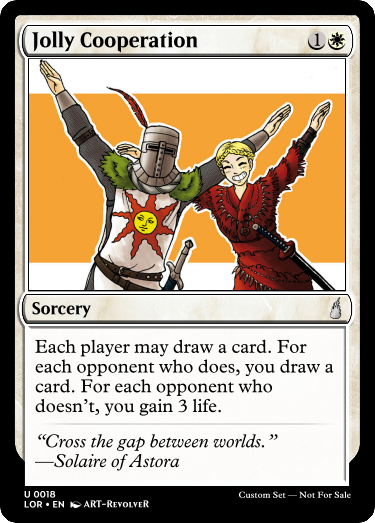 Jolly Cooperation 1
Sorcery
Each player may draw a card. For
each opponent who does, you draw a
card. For each opponent who
doesn't, you gain 3 life.
“Cross the gap between worlds.”
—Solaire of Astora
U 0018
LOR • EN ART-REVOLVER
Custom Set — Not For Sale